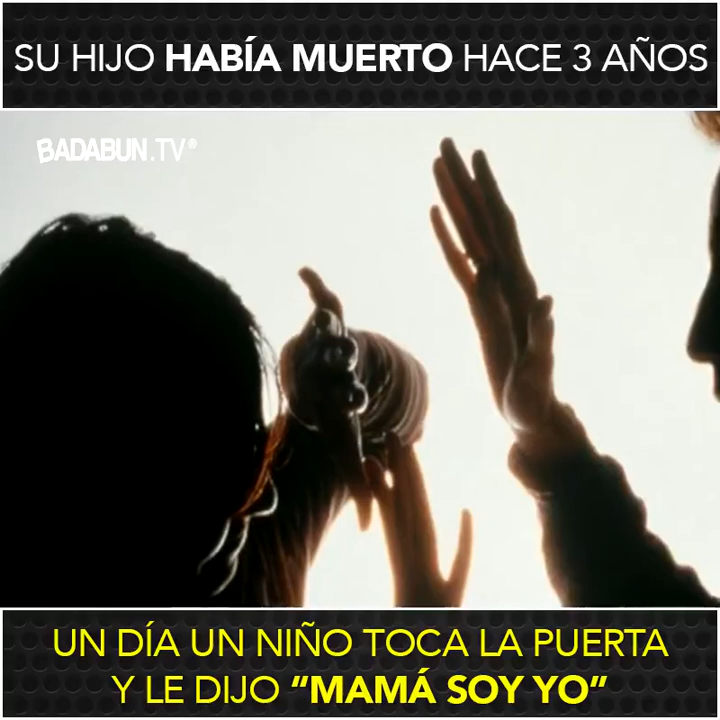 SU HIJO HABÍA MUERTO HACE 3 AÑOS
BADABUN.TV®
UN DÍA UN NIÑO TOCA LA PUERTA
Y LE DIJO “MAMÁ SOY YO”